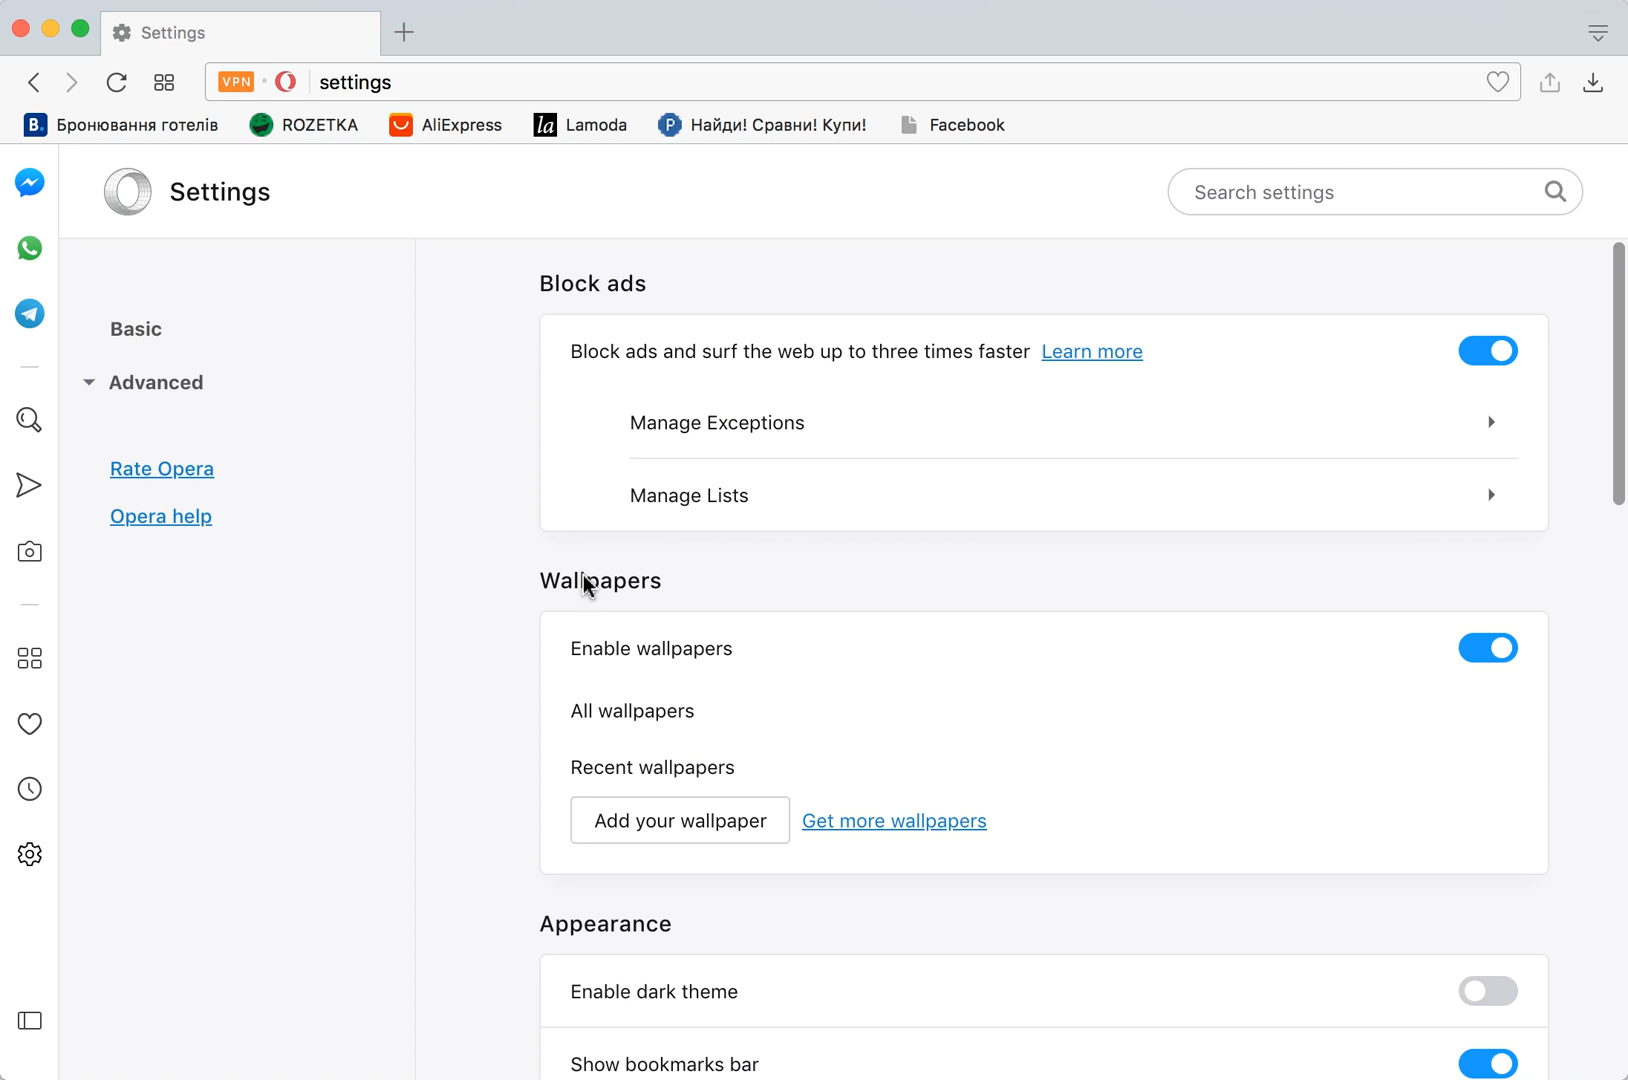 Settings
VPN settings
B. Бронювання готелів ROZETKA AliExpress la Lamoda P Найди! Сравни! Купи! Facebook
Settings
Search settings
Basic
Advanced
Rate Opera
Opera help
Block ads
Block ads and surf the web up to three times faster Learn more
Manage Exceptions
Manage Lists
Wallpapers
Enable wallpapers
All wallpapers
Recent wallpapers
Add your wallpaper Get more wallpapers
Appearance
Enable dark theme
Show bookmarks bar